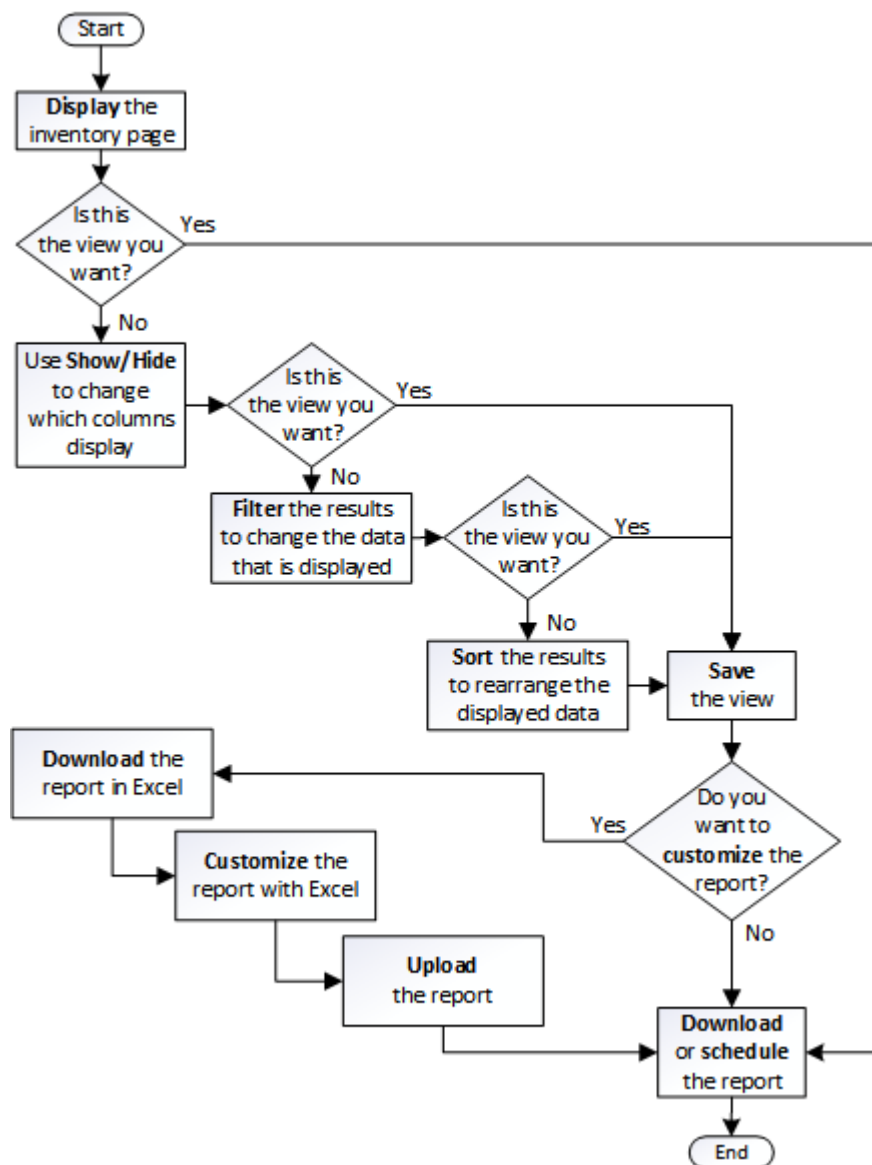 Start
Display the
inventory page
Is this
the view you
want?
Yes
No
Use Show/Hide
to change
which columns
display
Is this
the view you
want?
Yes
No
Filter the results
to change the data
that is displayed
Is this
the view you
want?
Yes
No
Sort the results
to rearrange the
displayed data
Save
the view
Do you
want to
customize the
report?
Yes
No
Download the
report in Excel
Customize the
report with Excel
Upload
the report
Download
or schedule
the report
End